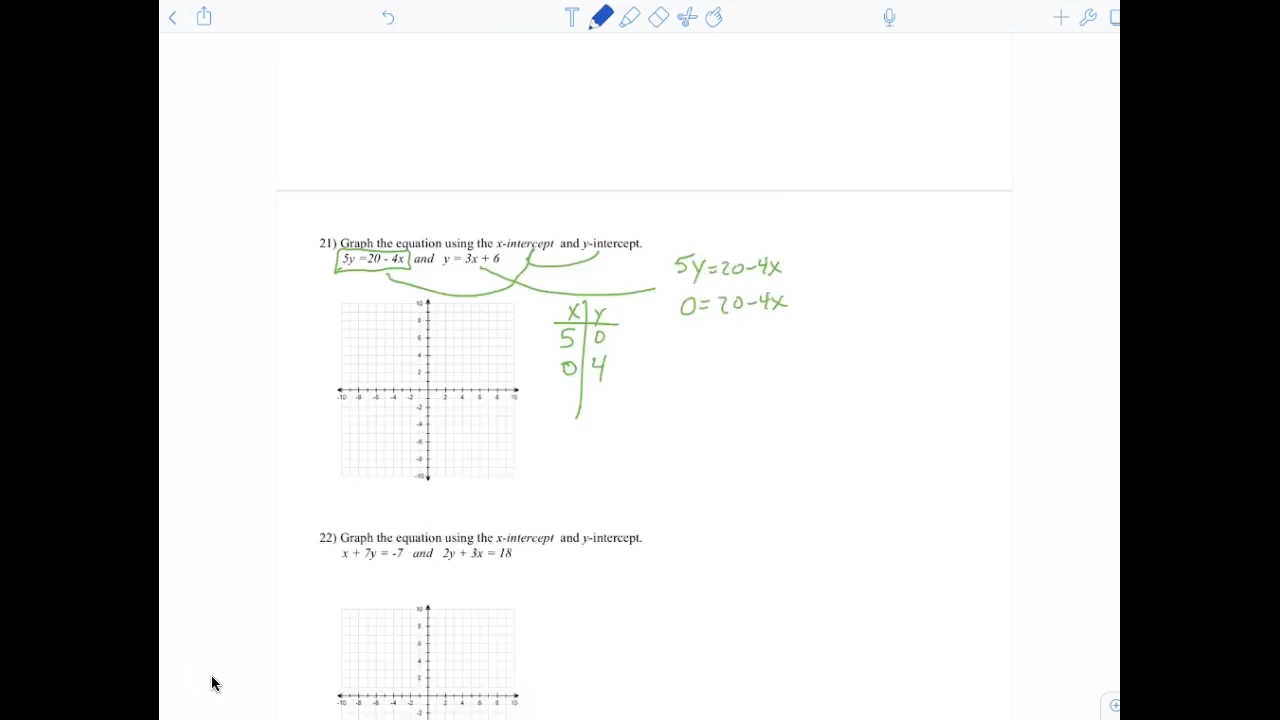 21) Graph the equation using the x-intercept and y-intercept.
5y =20 - 4x and y = 3x + 6
5y=20-4x
0=20-4x
x y
5 0
0 4
10
8
6
4
2
-10 -8 -6 -4 -2 2 4 6 8 10
-2
-4
-6
-8
-10
22) Graph the equation using the x-intercept and y-intercept.
x + 7y = -7 and 2y + 3x = 18
10
8
6
4
2
-10 -8 -6 -4 -2 2 4 6 8 10
-2